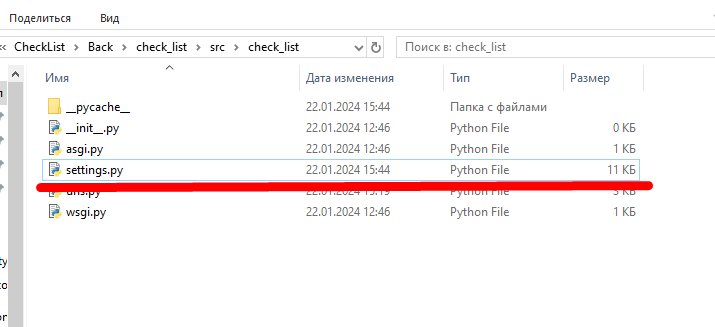 Поделиться Вид
CheckList Back check_list src check_list Поиск в: check_list
Имя Дата изменения Тип Размер
__pycache__ 22.01.2024 15:44 Папка с файлами
__init__.py 22.01.2024 12:46 Python File 0 КБ
asgi.py 22.01.2024 12:46 Python File 1 КБ
settings.py 22.01.2024 15:44 Python File 11 КБ
urls.py 22.01.2024 15:19 Python File 3 КБ
wsgi.py 22.01.2024 12:46 Python File 1 КБ